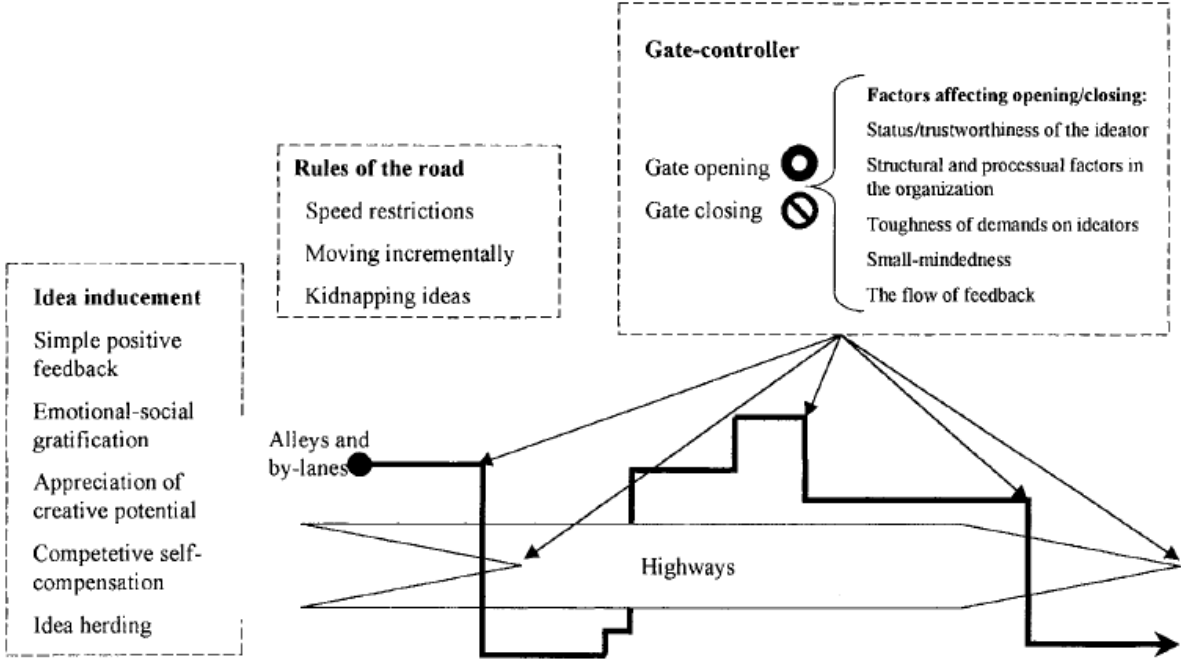 Gate-controller
Factors affecting opening/closing:
Status/trustworthiness of the ideator
Structural and processual factors in
the organization
Toughness of demands on ideators
Small-mindedness
The flow of feedback
Gate opening
Gate closing
Rules of the road
Speed restrictions
Moving incrementally
Kidnapping ideas
Idea inducement
Simple positive
feedback
Emotional-social
gratification
Appreciation of
creative potential
Competetive self-
compensation
Idea herding
Alleys and
by-lanes
Highways